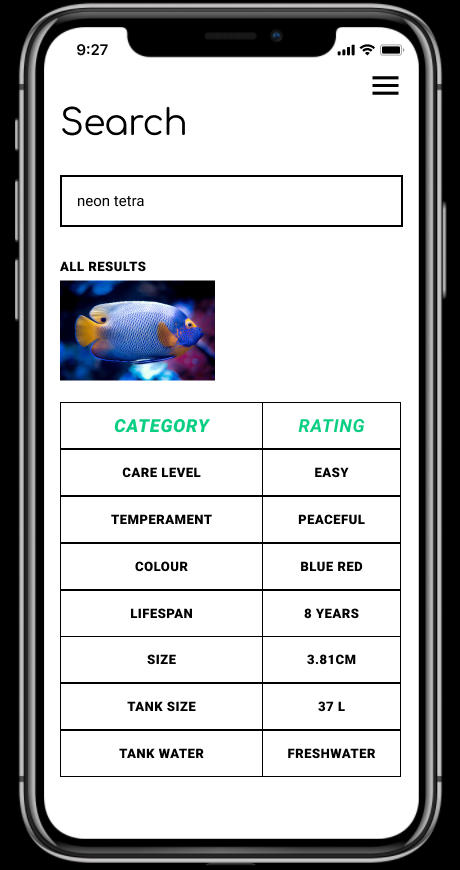 9:27
Search
neon tetra
ALL RESULTS
CATEGORY RATING
CARE LEVEL EASY
TEMPERAMENT PEACEFUL
COLOUR BLUE RED
LIFESPAN 8 YEARS
SIZE 3.81CM
TANK SIZE 37 L
TANK WATER FRESHWATER